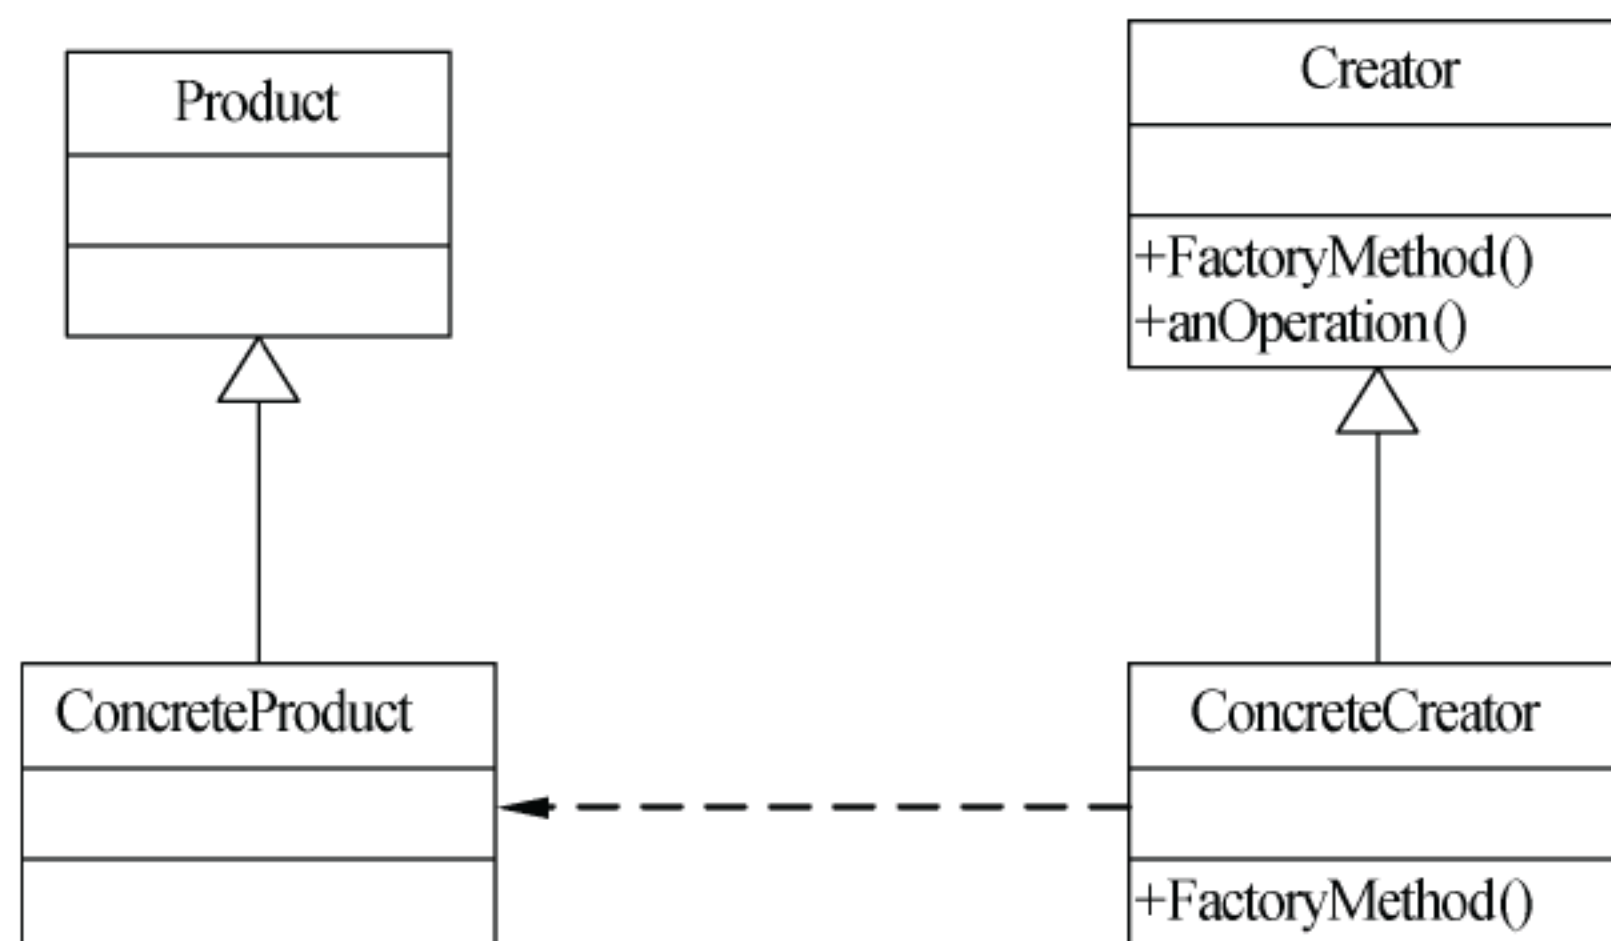 Product
Creator
+FactoryMethod()
+anOperation()
ConcreteProduct
ConcreteCreator
+FactoryMethod()